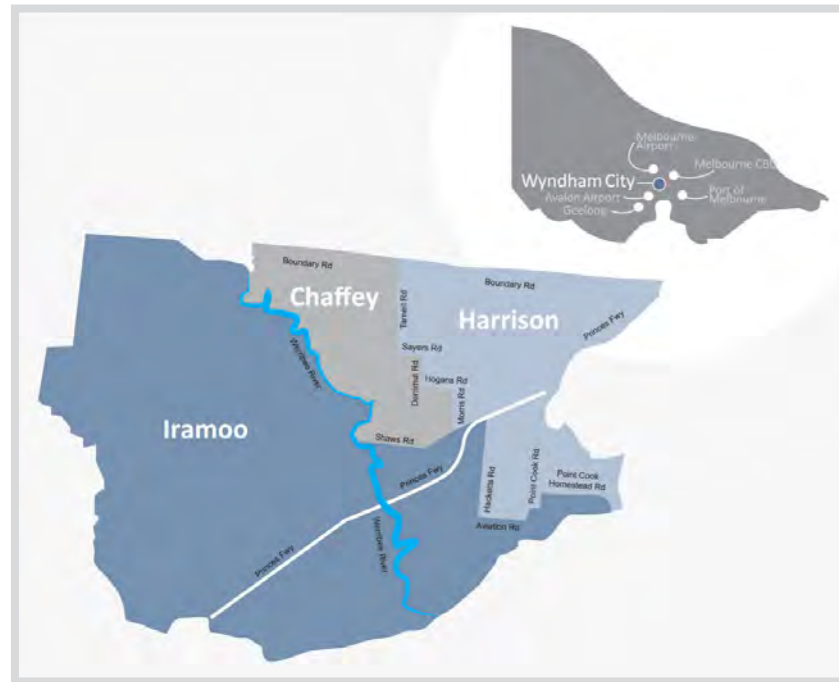 Melbourne
Airport
Melbourne CBD
Wyndham City
Avalon Airport
Port of
Melbourne
Geelong
Boundary Rd
Chaffey
Boundary Rd
Harrison
Princes Fwy
Tarneit Rd
Sayers Rd
Derrimut Rd
Hogans Rd
Morris Rd
Werribee River
Iramoo
Shaws Rd
Princes Fwy
Hacketts Rd
Point Cook Rd
Point Cook
Homestead Rd
Aviation Rd
Werribee River
Princes Fwy